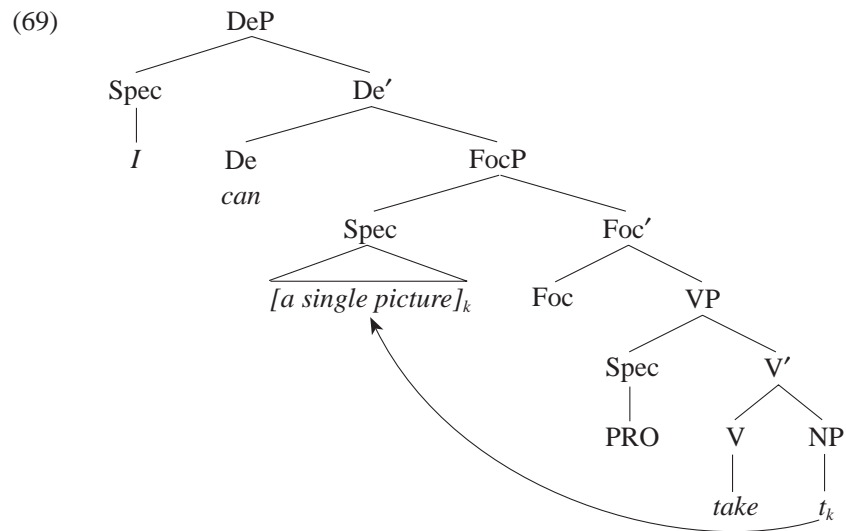 (69) DeP
Spec De′
I De FocP
can
Spec Foc′
[a single picture]k Foc VP
Spec V′
PRO V NP
take tk